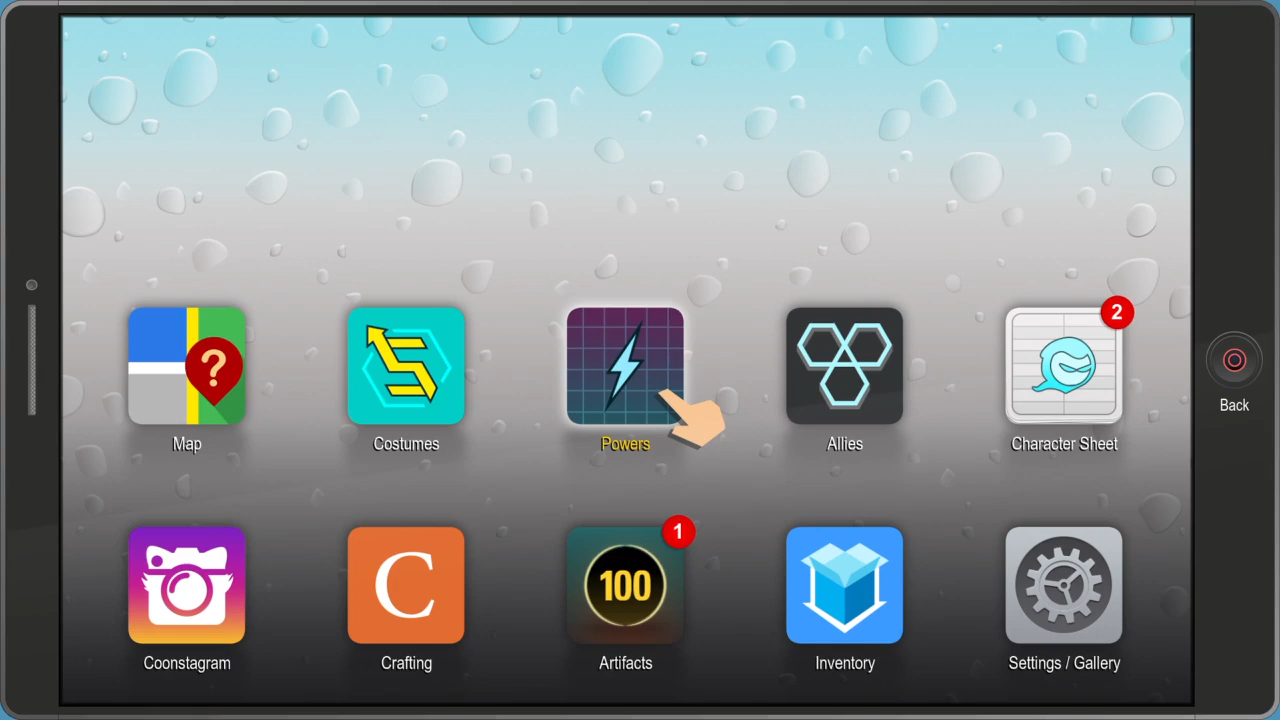 2
?
Map
Costumes
Powers
Allies
Character Sheet
Back
1
C
100
Coonstagram
Crafting
Artifacts
Inventory
Settings / Gallery